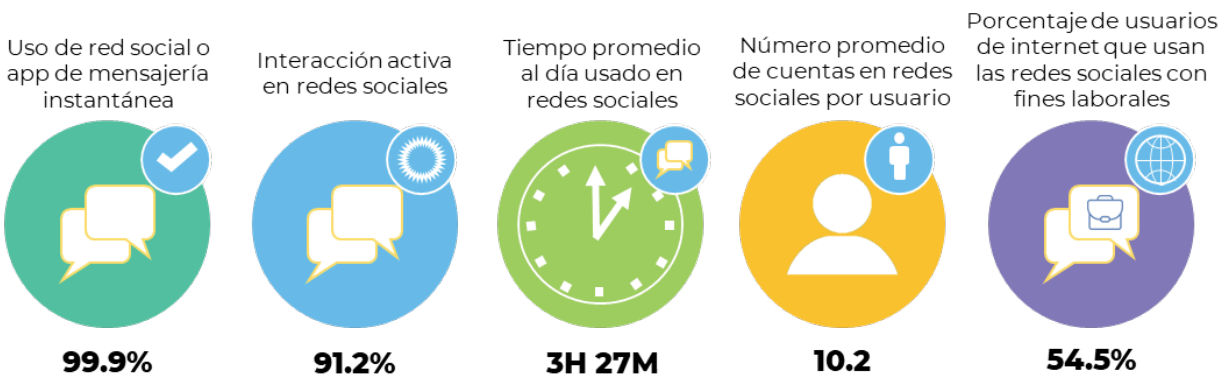 Uso de red social o
app de mensajería
instantánea
99.9%
Interacción activa
en redes sociales
91.2%
Tiempo promedio
al día usado en
redes sociales
3H 27M
Número promedio
de cuentas en redes
sociales por usuario
10.2
Porcentaje de usuarios
de internet que usan
las redes sociales con
fines laborales
54.5%